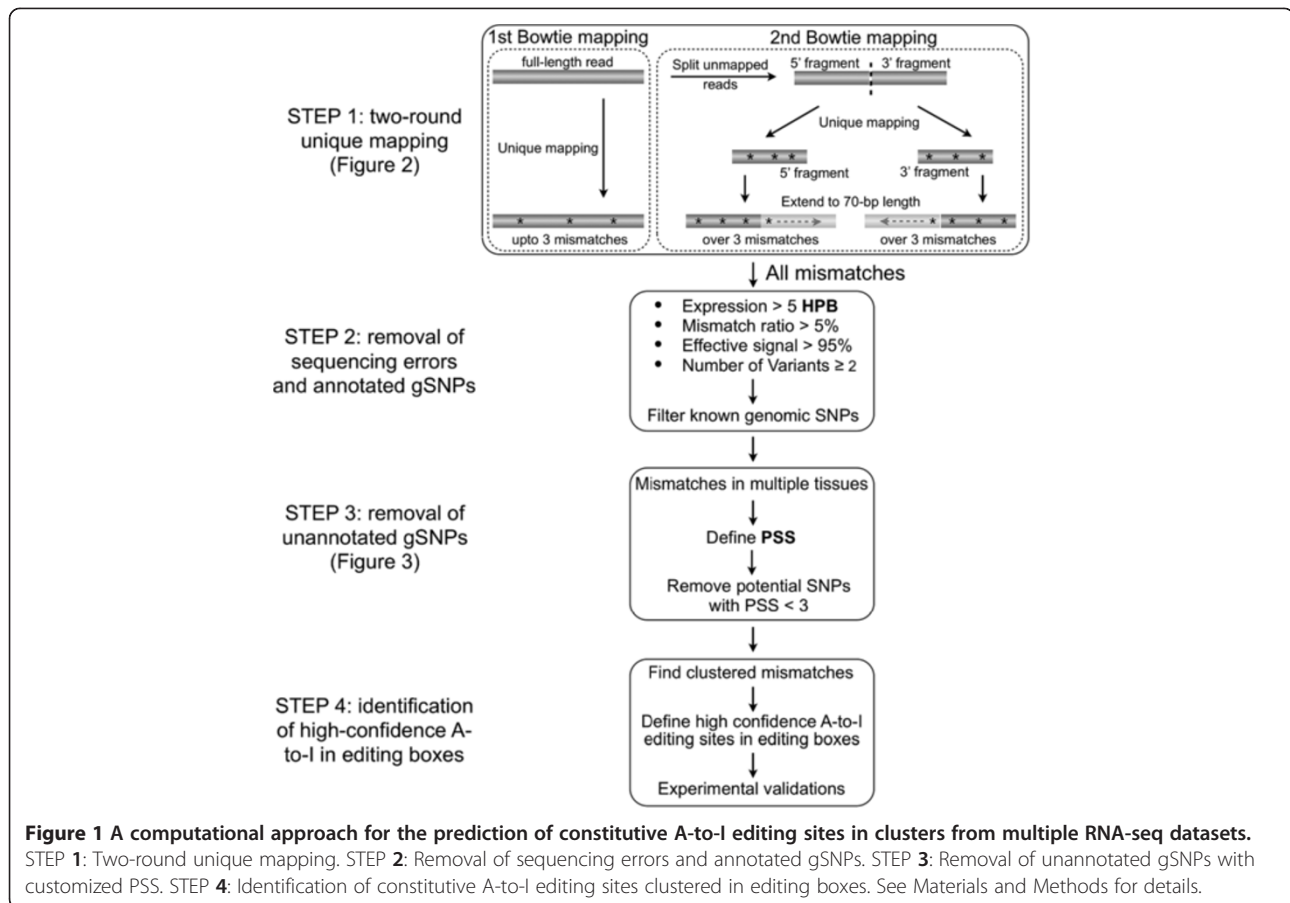 1st Bowtie mapping
full-length read
Unique mapping
upto 3 mismatches
2nd Bowtie mapping
Split unmapped
reads
5' fragment
3' fragment
Unique mapping
5' fragment
3' fragment
Extend to 70-bp length
over 3 mismatches
over 3 mismatches
STEP 1: two-round
unique mapping
(Figure 2)
All mismatches
STEP 2: removal of
sequencing errors
and annotated gSNPs
• Expression > 5 HPB
• Mismatch ratio > 5%
• Effective signal > 95%
• Number of Variants ≥ 2
Filter known genomic SNPs
STEP 3: removal of
unannotated gSNPs
(Figure 3)
Mismatches in multiple tissues
Define PSS
Remove potential SNPs
with PSS < 3
STEP 4: identification
of high-confidence A-
to-I in editing boxes
Find clustered mismatches
Define high confidence A-to-I
editing sites in editing boxes
Experimental validations
Figure 1 A computational approach for the prediction of constitutive A-to-I editing sites in clusters from multiple RNA-seq datasets.
STEP 1: Two-round unique mapping. STEP 2: Removal of sequencing errors and annotated gSNPs. STEP 3: Removal of unannotated gSNPs with
customized PSS. STEP 4: Identification of constitutive A-to-I editing sites clustered in editing boxes. See Materials and Methods for details.